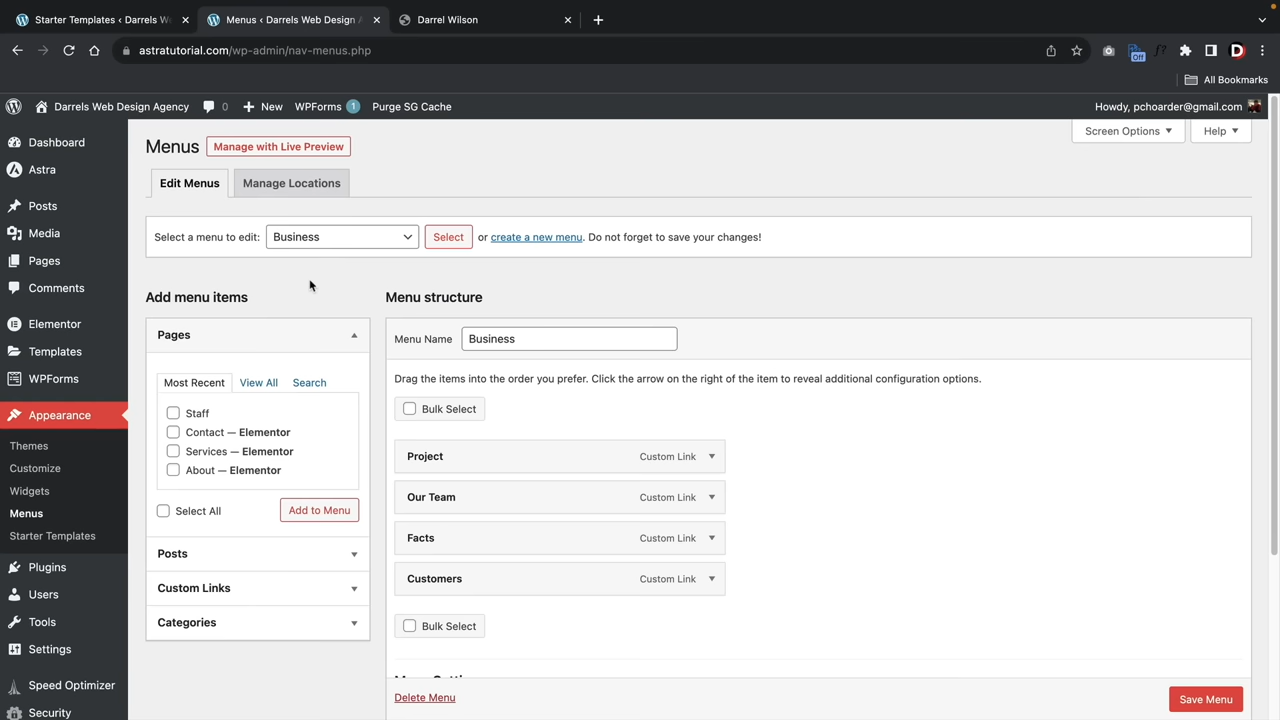 Starter Templates ‹ Darrels We
Menus ‹ Darrels Web Design A
Darrel Wilson
astratutorial.com/wp-admin/nav-menus.php
Off
D
All Bookmarks
Darrels Web Design Agency
0
New
WPForms 1
Purge SG Cache
Howdy, pchoarder@gmail.com
Dashboard
Astra
Posts
Media
Pages
Comments
Elementor
Templates
WPForms
Appearance
Themes
Customize
Widgets
Menus
Starter Templates
Plugins
Users
Tools
Settings
Speed Optimizer
Security
Screen Options
Help
Menus
Manage with Live Preview
Edit Menus
Manage Locations
Select a menu to edit: Business Select or create a new menu. Do not forget to save your changes!
Add menu items
Pages
Most Recent View All Search
Staff
Contact — Elementor
Services — Elementor
About — Elementor
Select All
Add to Menu
Posts
Custom Links
Categories
Menu structure
Menu Name Business
Drag the items into the order you prefer. Click the arrow on the right of the item to reveal additional configuration options.
Bulk Select
Project Custom Link
Our Team Custom Link
Facts Custom Link
Customers Custom Link
Bulk Select
Delete Menu
Save Menu